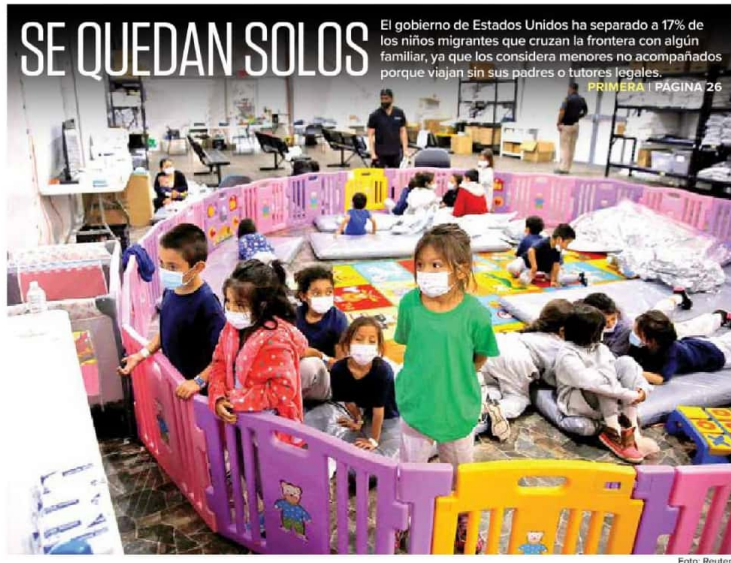 SE QUEDAN SOLOS
El gobierno de Estados Unidos ha separado a 17% de
los niños migrantes que cruzan la frontera con algún
familiar, ya que los considera menores no acompañados
porque viajan sin sus padres o tutores legales.
PRIMERA | PÁGINA 26
Foto: Reuters